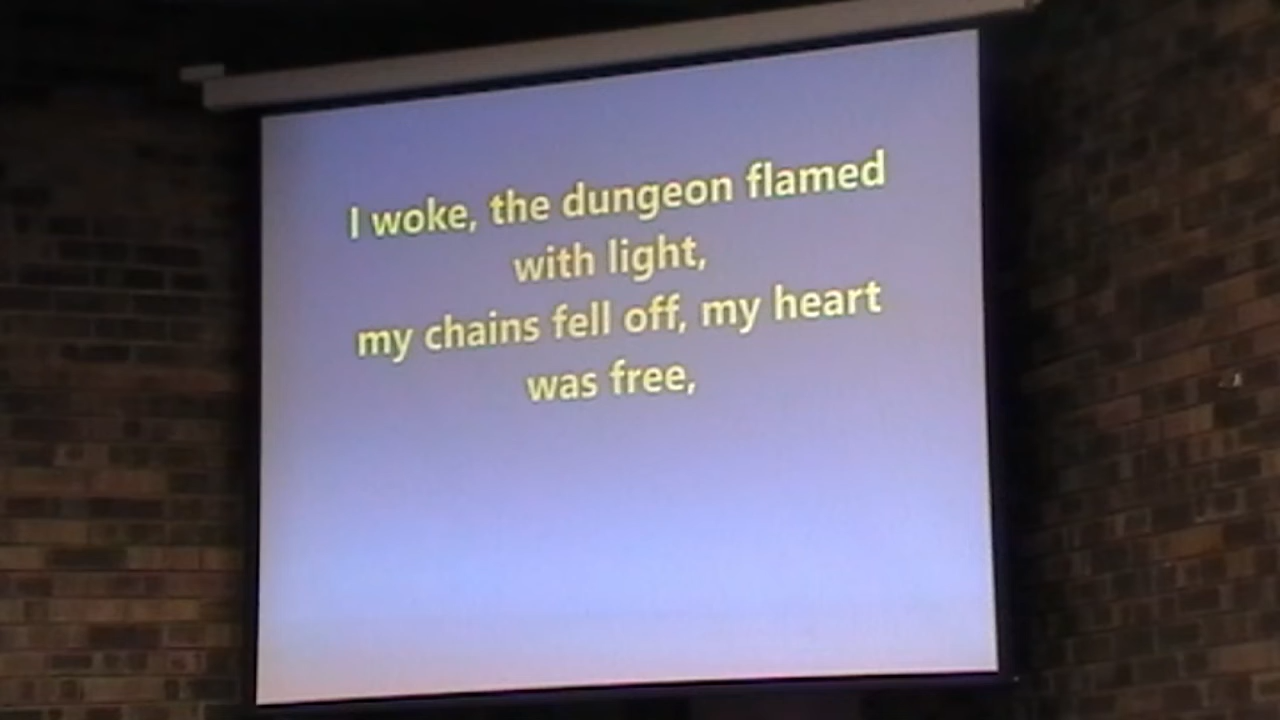 I woke, the dungeon flamed
with light,
my chains fell off, my heart
was free,